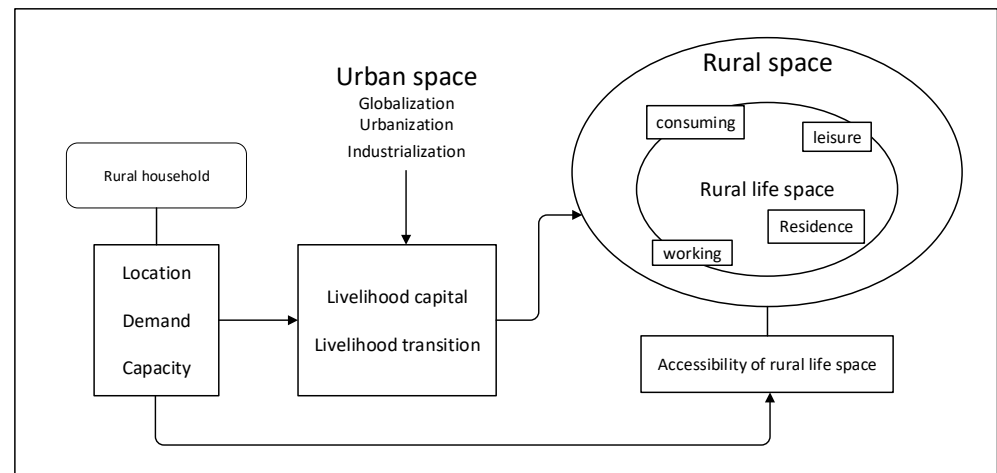 Rural household
Location
Demand
Capacity
Urban space
Globalization
Urbanization
Industrialization
Livelihood capital
Livelihood transition
Rural space
consuming
leisure
Rural life space
Residence
working
Accessibility of rural life space